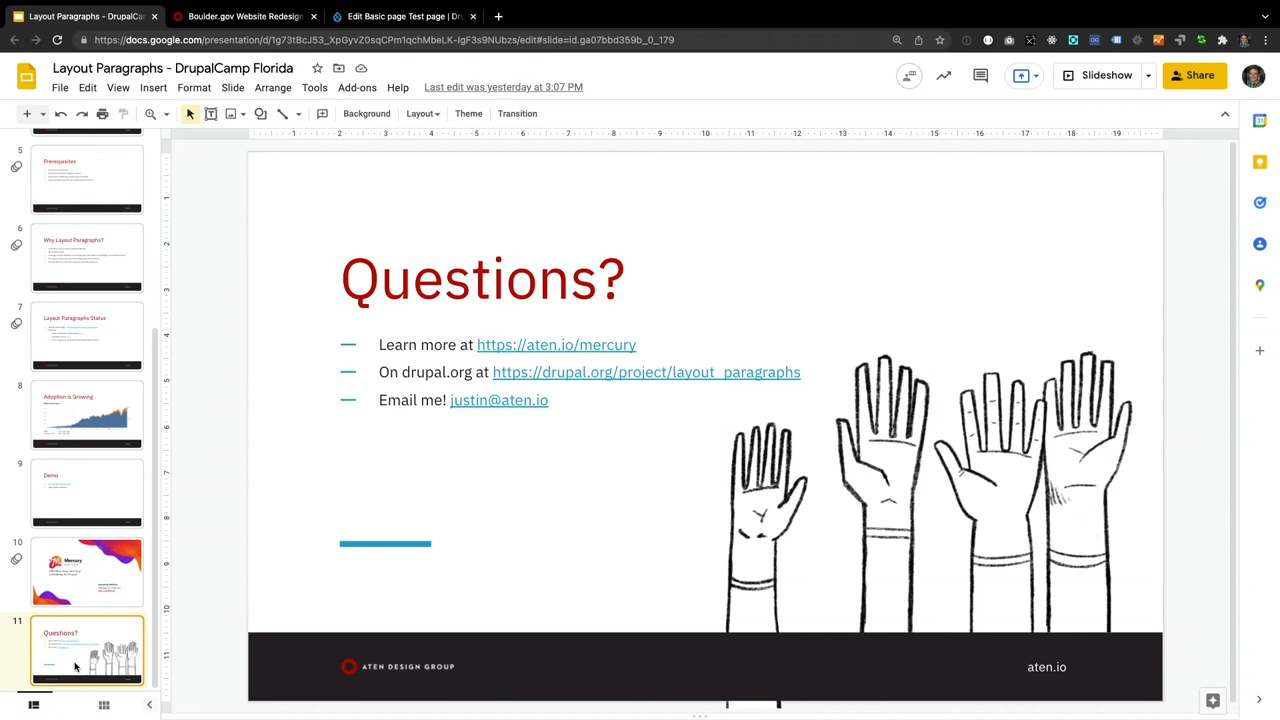 Layout Paragraphs - DrupalCa
Boulder.gov Website Redesign
Edit Basic page Test page | Dru
https://docs.google.com/presentation/d/1g73tBcJ53_XpGyvZ0sqCPm1qchMbeLK-IgF3s9NUbzs/edit#slide=id.ga07bbd359b_0_179
Layout Paragraphs - DrupalCamp Florida
File Edit View Insert Format Slide Arrange Tools Add-ons Help Last edit was yesterday at 3:07 PM
Slideshow
Share
Background Layout Theme Transition
5
Prerequisites
6
Why Layout Paragraphs?
7
Layout Paragraphs Status
8
Adoption is Growing
9
Demo
10
Mercury
11
Questions?
Questions?
Learn more at https://aten.io/mercury
On drupal.org at https://drupal.org/project/layout_paragraphs
Email me! justin@aten.io
ATEN DESIGN GROUP
aten.io